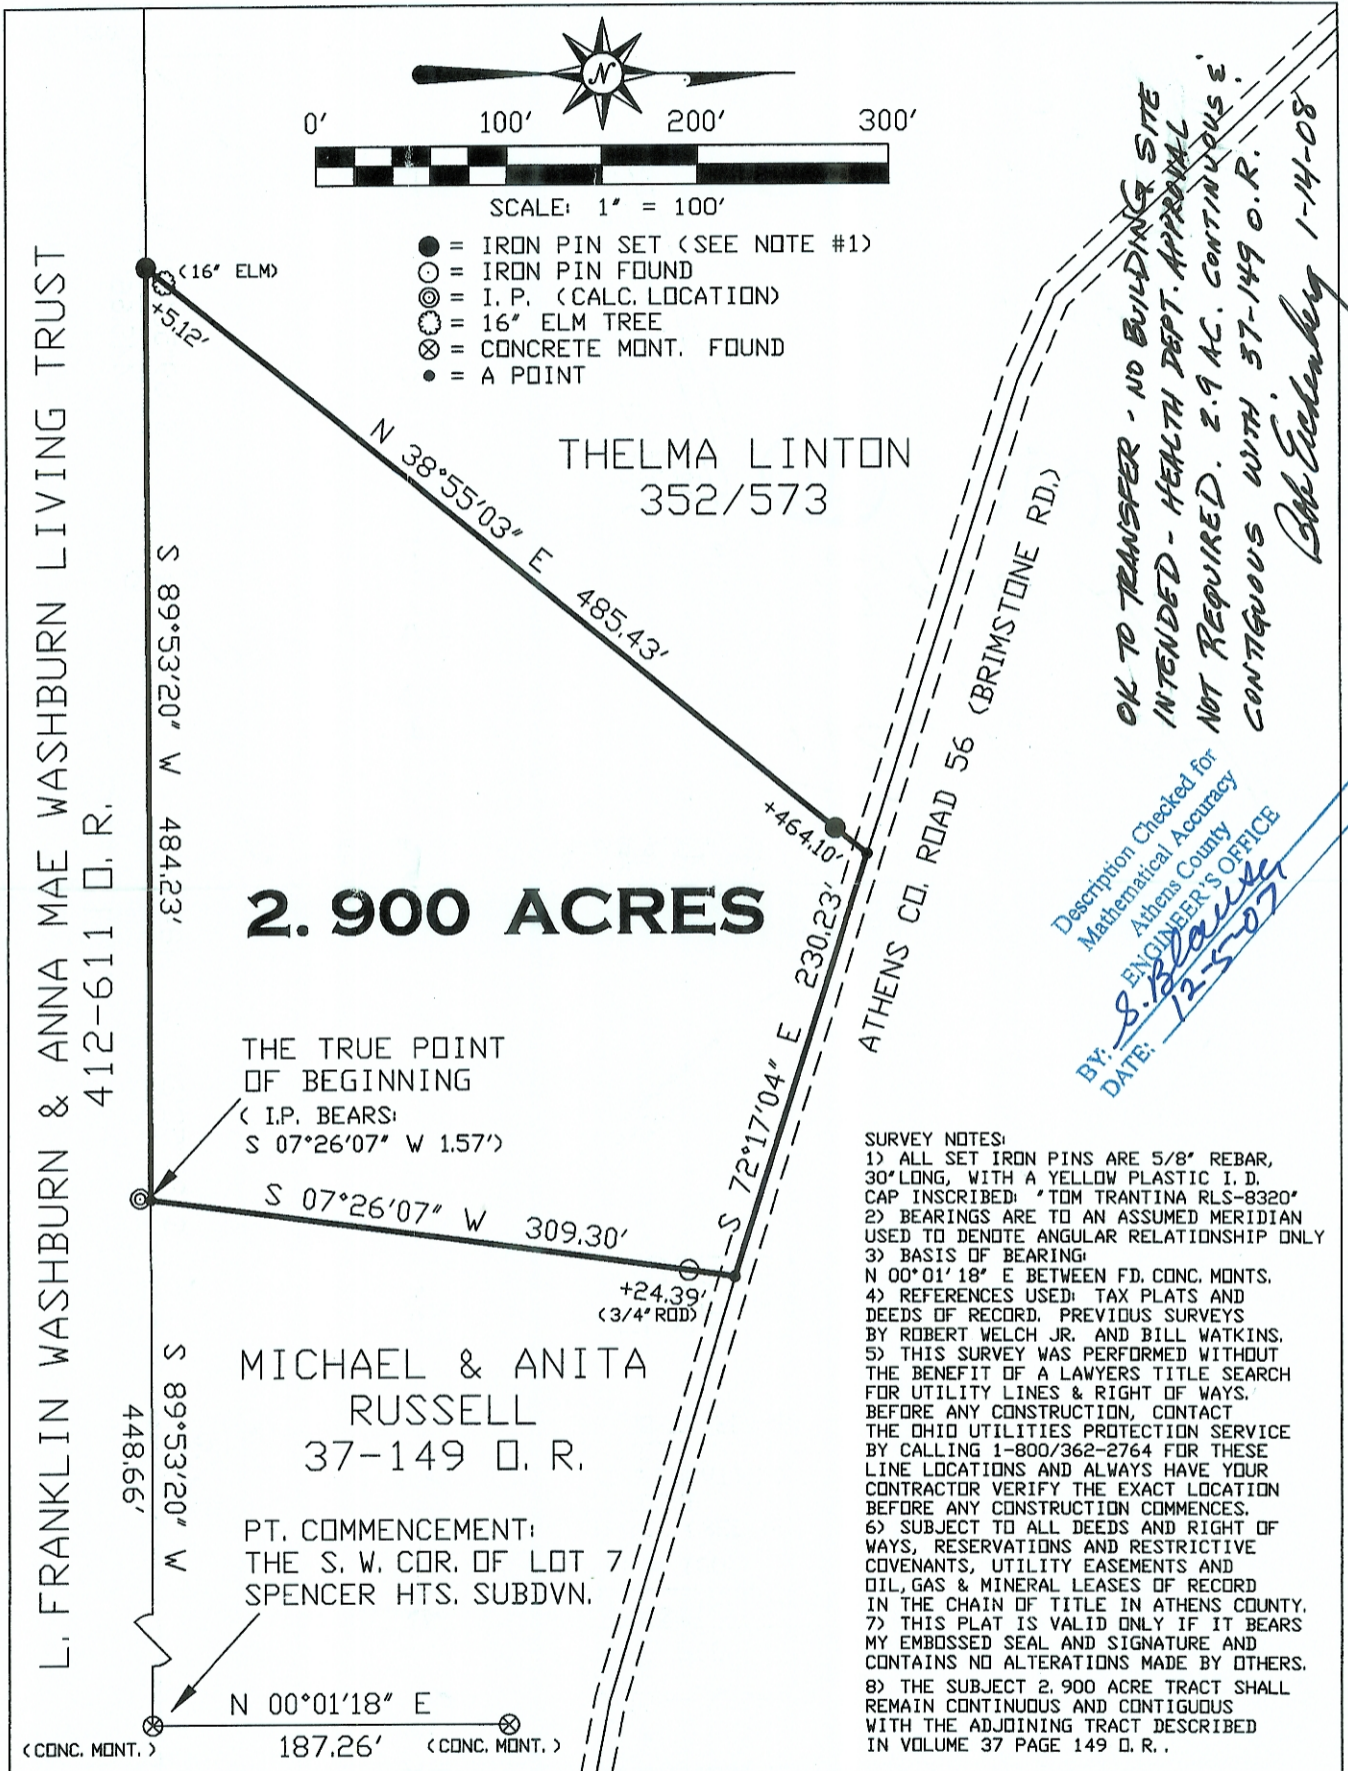 N
0' 100' 200' 300'
SCALE: 1" = 100'
● = IRON PIN SET (SEE NOTE #1)
○ = IRON PIN FOUND
◎ = I. P. (CALC. LOCATION)
= 16" ELM TREE
⊗ = CONCRETE MONT. FOUND
• = A POINT
(16" ELM)
+5.12'
N 38°55'03" E 485.43'
THELMA LINTON
352/573
+464.10'
L. FRANKLIN WASHBURN & ANNA MAE WASHBURN LIVING TRUST
412-611 O. R.
S 89°53'20" W 484.23'
2.900 ACRES
S 72°17'04" E 230.23'
ATHENS CO. ROAD 56 (BRIMSTONE RD.)
THE TRUE POINT
OF BEGINNING
( I.P. BEARS:
S 07°26'07" W 1.57')
S 07°26'07" W 309.30'
+24.39'
(3/4" ROD)
MICHAEL & ANITA
RUSSELL
37-149 O. R.
S 89°53'20" W
448.66'
PT. COMMENCEMENT:
THE S. W. COR. OF LOT 7
SPENCER HTS. SUBDVN.
N 00°01'18" E
187.26'
(CONC. MONT. )
(CONC. MONT. )
OK TO TRANSFER - NO BUILDING SITE
INTENDED - HEALTH DEPT. APPROVAL
NOT REQUIRED. 2.9 AC. CONTINUOUS &
CONTIGUOUS WITH 37-149 O.R.
Bob Eichenberg 1-14-08
Description Checked for
Mathematical Accuracy
Athens County
ENGINEER'S OFFICE
BY: S.
DATE: 12-5-07
SURVEY NOTES:
1) ALL SET IRON PINS ARE 5/8" REBAR,
30" LONG, WITH A YELLOW PLASTIC I. D.
CAP INSCRIBED: "TOM TRANTINA RLS-8320"
2) BEARINGS ARE TO AN ASSUMED MERIDIAN
USED TO DENOTE ANGULAR RELATIONSHIP ONLY
3) BASIS OF BEARING:
N 00°01'18" E BETWEEN FD. CONC. MONTS.
4) REFERENCES USED: TAX PLATS AND
DEEDS OF RECORD. PREVIOUS SURVEYS
BY ROBERT WELCH JR. AND BILL WATKINS.
5) THIS SURVEY WAS PERFORMED WITHOUT
THE BENEFIT OF A LAWYERS TITLE SEARCH
FOR UTILITY LINES & RIGHT OF WAYS.
BEFORE ANY CONSTRUCTION, CONTACT
THE OHIO UTILITIES PROTECTION SERVICE
BY CALLING 1-800/362-2764 FOR THESE
LINE LOCATIONS AND ALWAYS HAVE YOUR
CONTRACTOR VERIFY THE EXACT LOCATION
BEFORE ANY CONSTRUCTION COMMENCES.
6) SUBJECT TO ALL DEEDS AND RIGHT OF
WAYS, RESERVATIONS AND RESTRICTIVE
COVENANTS, UTILITY EASEMENTS AND
OIL, GAS & MINERAL LEASES OF RECORD
IN THE CHAIN OF TITLE IN ATHENS COUNTY.
7) THIS PLAT IS VALID ONLY IF IT BEARS
MY EMBOSSED SEAL AND SIGNATURE AND
CONTAINS NO ALTERATIONS MADE BY OTHERS.
8) THE SUBJECT 2.900 ACRE TRACT SHALL
REMAIN CONTINUOUS AND CONTIGUOUS
WITH THE ADJOINING TRACT DESCRIBED
IN VOLUME 37 PAGE 149 O. R. .